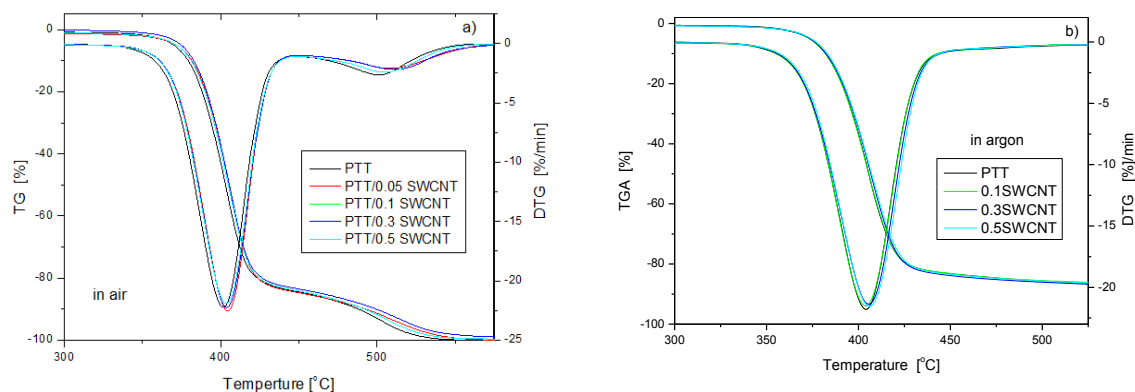 a)
0
-20
-40
-60
-80
-100
TG [%]
0
-5
-10
-15
-20
-25
DTG [%/min]
PTT
PTT/0.05 SWCNT
PTT/0.1 SWCNT
PTT/0.3 SWCNT
PTT/0.5 SWCNT
in air
300 400 500
Temperture [°C]
b)
0
-20
-40
-60
-80
-100
TGA [%]
0
-5
-10
-15
-20
DTG [%]/min
in argon
PTT
0.1SWCNT
0.3SWCNT
0.5SWCNT
300 350 400 450 500
Temperature [°C]